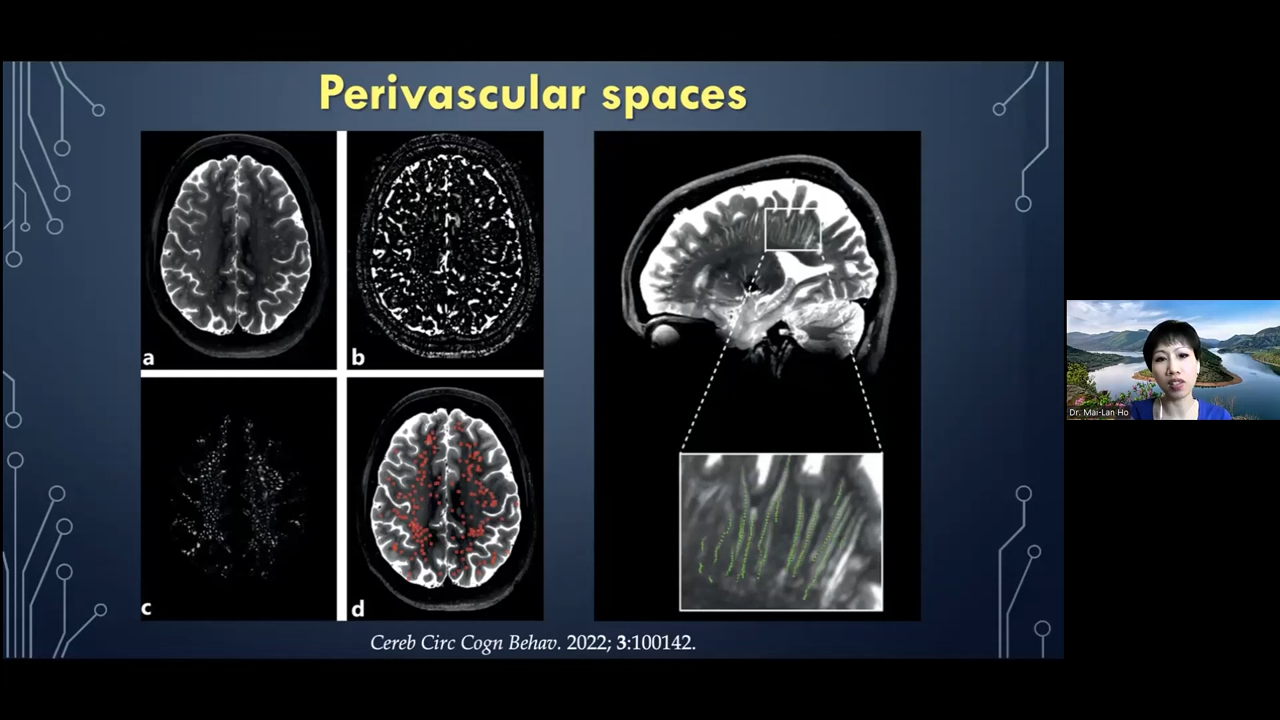 Perivascular spaces
a
b
c
d
Cereb Circ Cogn Behav. 2022; 3:100142.
Dr. Mai-Lan Ho